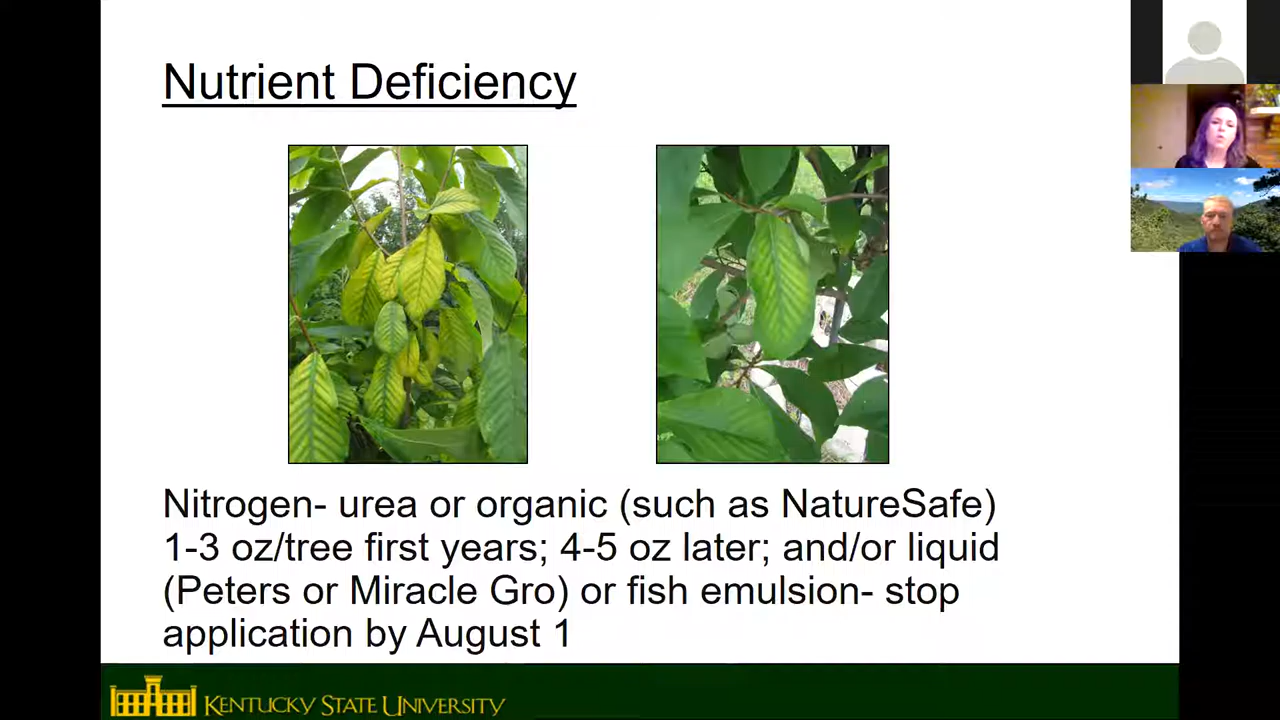 Nutrient Deficiency
Nitrogen- urea or organic (such as NatureSafe)
1-3 oz/tree first years; 4-5 oz later; and/or liquid
(Peters or Miracle Gro) or fish emulsion- stop
application by August 1
KENTUCKY STATE UNIVERSITY